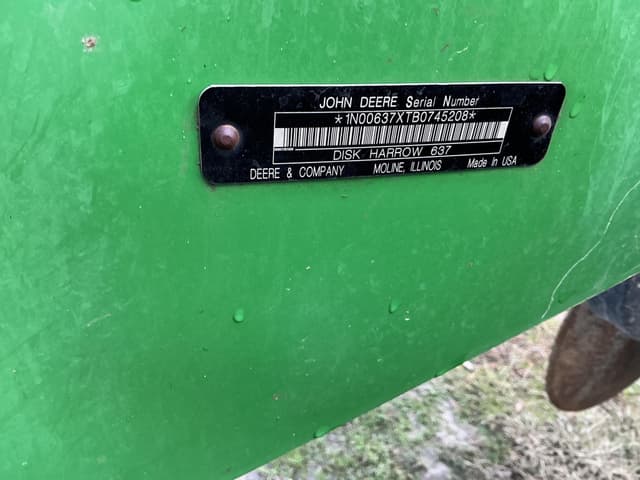 JOHN DEERE Serial Number
*1N00637XTB0745208*
DISK HARROW 637
DEERE & COMPANY MOLINE, ILLINOIS Made In USA